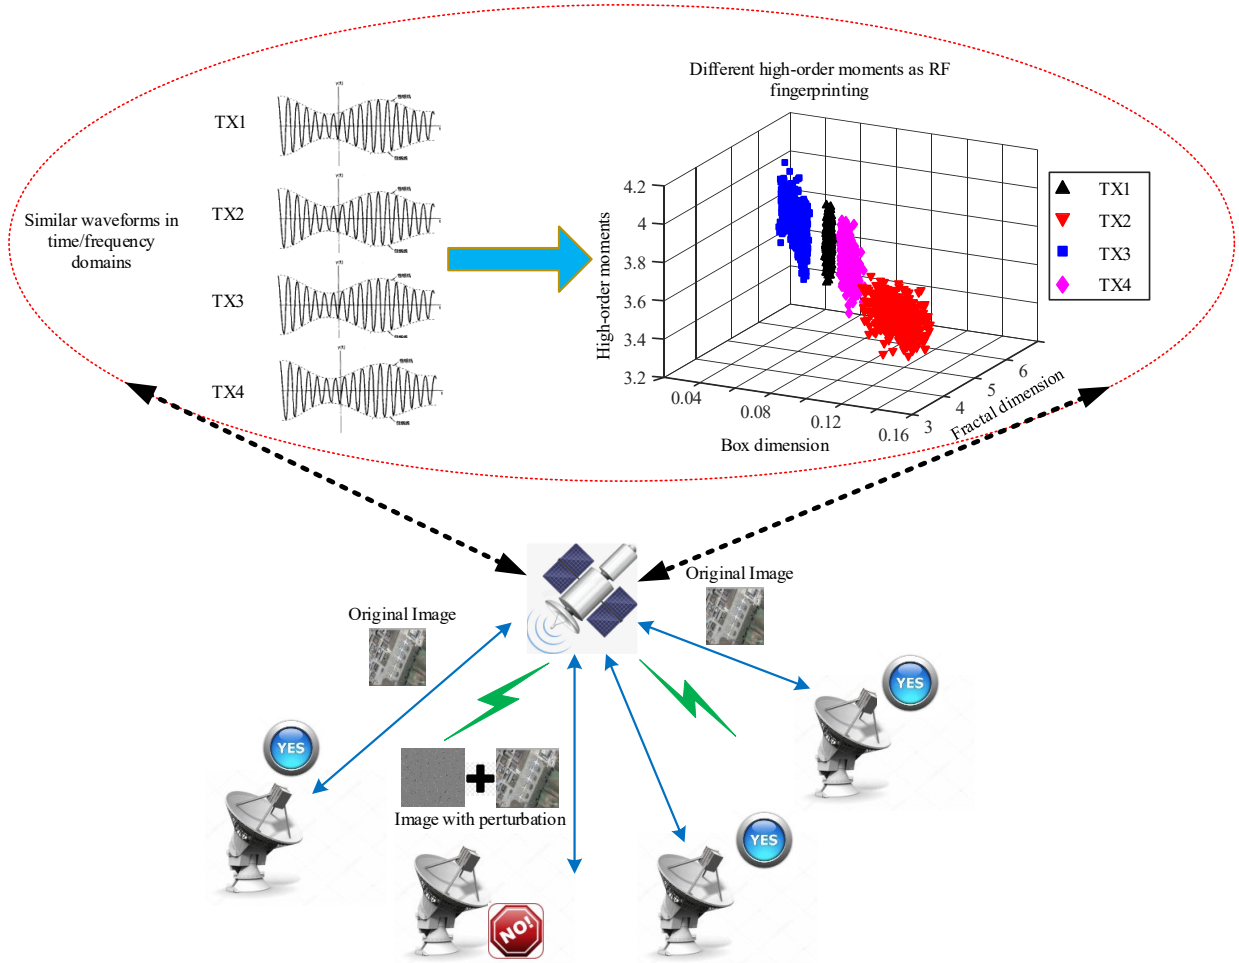 Different high-order moments as RF
fingerprinting
TX1
TX2
TX3
TX4
Similar waveforms in
time/frequency
domains
y(t)
y(t)
y(t)
y(t)
High-order moments
4.2
4
3.8
3.6
3.4
3.2
0.04
0.08
0.12
0.16
Box dimension
3
4
5
6
Fractal dimension
TX1
TX2
TX3
TX4
Original Image
Original Image
YES
YES
Image with perturbation
YES
NO!